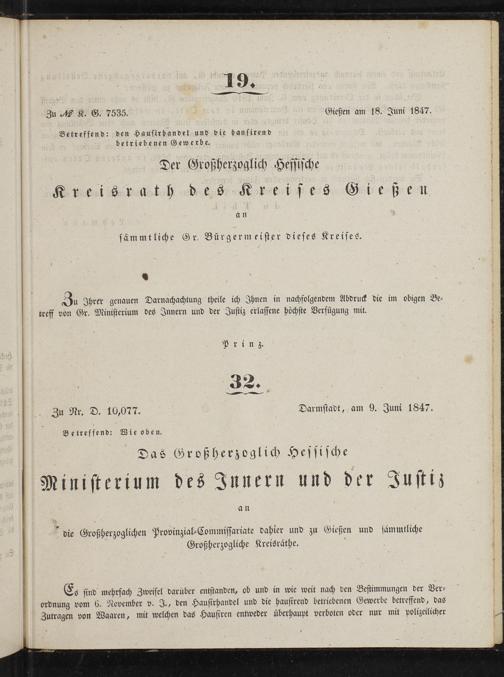 19.
Zu № K. G. 7535. Gießen am 18. Juni 1847.
Betreffend: den Hausirhandel und die hausirend
betriebenen Gewerbe.
Der Großherzoglich Hessische
Kreisrath des Kreises Gießen
an
sämmtliche Gr. Bürgermeister dieses Kreises.
Zu Ihrer genauen Darnachachtung theile ich Ihnen in nachfolgendem Abdruck die im obigen Be-
treff von Gr. Ministerium des Innern und der Justiz erlassene höchste Verfügung mit.
Prinz.
32.
Zu Nr. D. 10,077. Darmstadt, am 9. Juni 1847.
Betreffend: Wie oben.
Das Großherzoglich Hessische
Ministerium des Innern und der Justiz
an
die Großherzoglichen Provinzial-Commissariate dahier und zu Gießen und sämmtliche
Großherzogliche Kreisräthe.
Es sind mehrfach Zweifel darüber entstanden, ob und in wie weit nach den Bestimmungen der Ver-
ordnung vom 6. November v. J., den Hausirhandel und die hausirend betriebenen Gewerbe betreffend, das
Zutragen von Waaren, mit welchen das Hausiren entweder überhaupt verboten oder nur mit polizeilicher